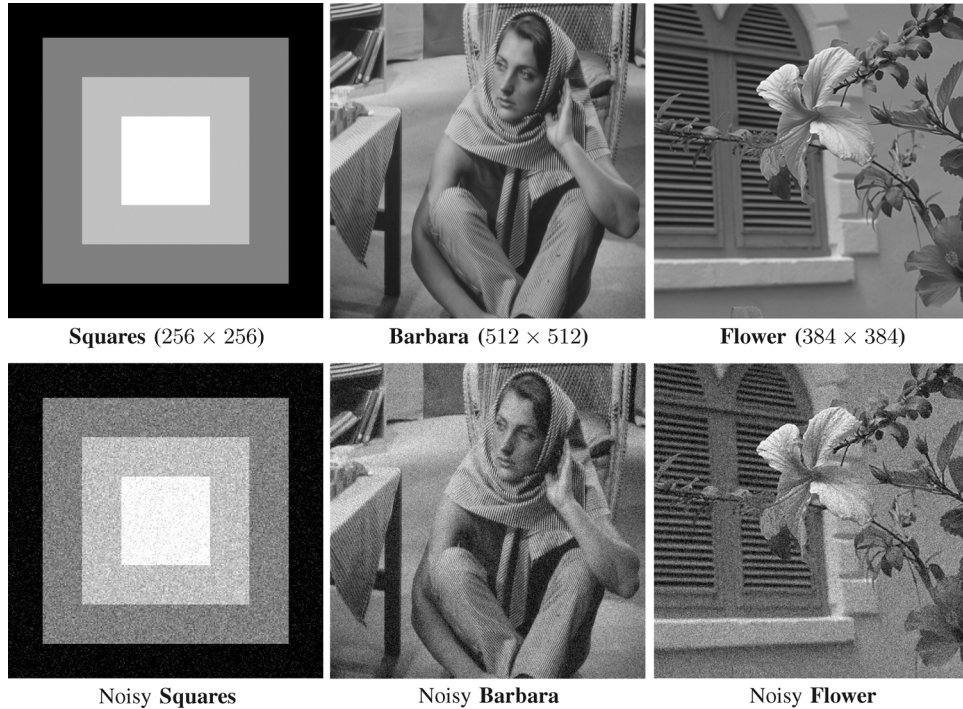 Squares (256 × 256)
Barbara (512 × 512)
Flower (384 × 384)
Noisy Squares
Noisy Barbara
Noisy Flower